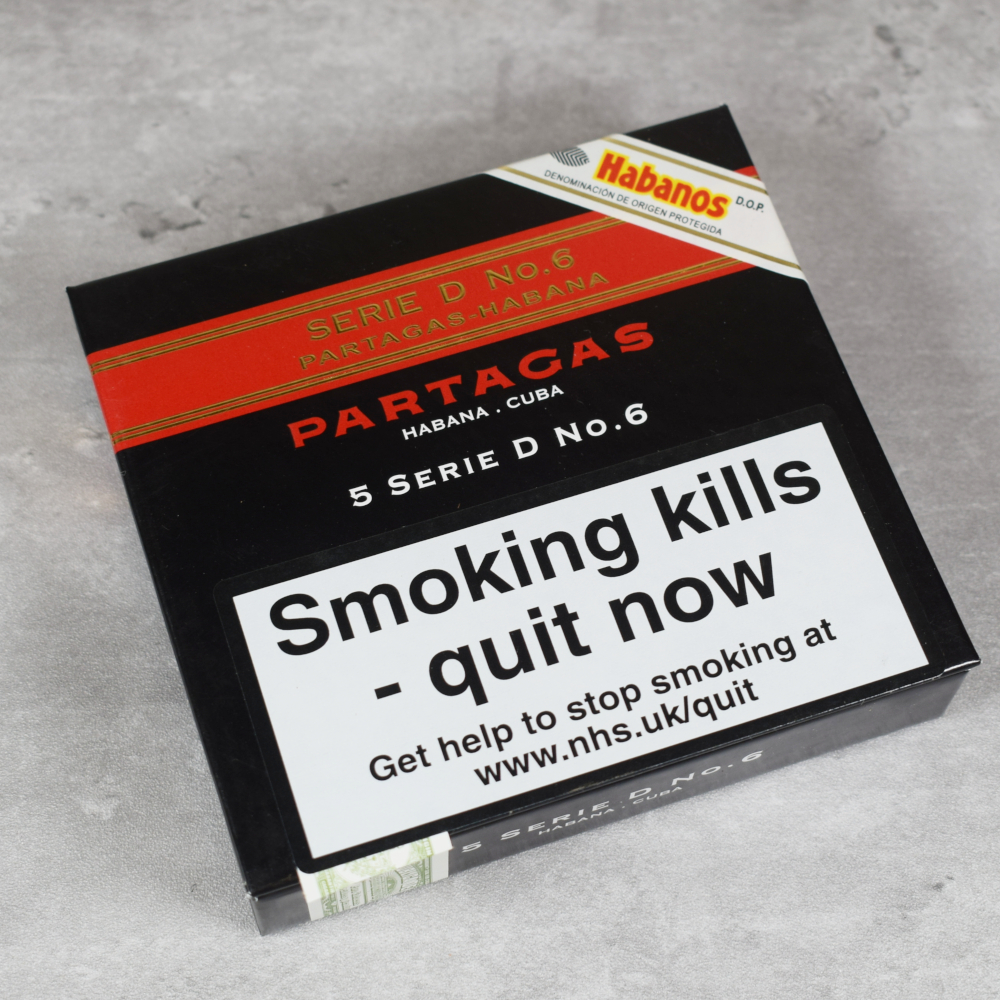 Habanos
D.O.P.
DENOMINACIÓN DE ORIGEN PROTEGIDA
SERIE D No.6
PARTAGAS-HABANA
PARTAGAS
HABANA . CUBA
5 SERIE D No.6
Smoking kills
- quit now
Get help to stop smoking at
www.nhs.uk/quit
5 SERIE D No.6
HABANA . CUBA